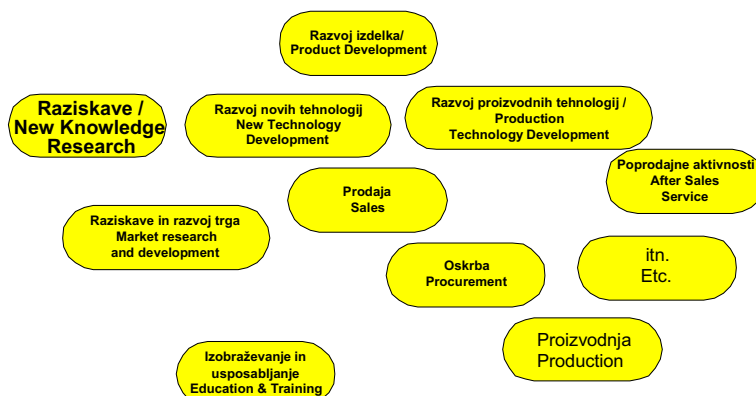 Razvoj izdelka/
Product Development
Raziskave /
New Knowledge
Research
Razvoj novih tehnologij
New Technology
Development
Razvoj proizvodnih tehnologij /
Production
Technology Development
Poprodajne aktivnosti
After Sales
Service
Prodaja
Sales
Raziskave in razvoj trga
Market research
and development
Oskrba
Procurement
itn.
Etc.
Proizvodnja
Production
Izobraževanje in
usposabljanje
Education & Training